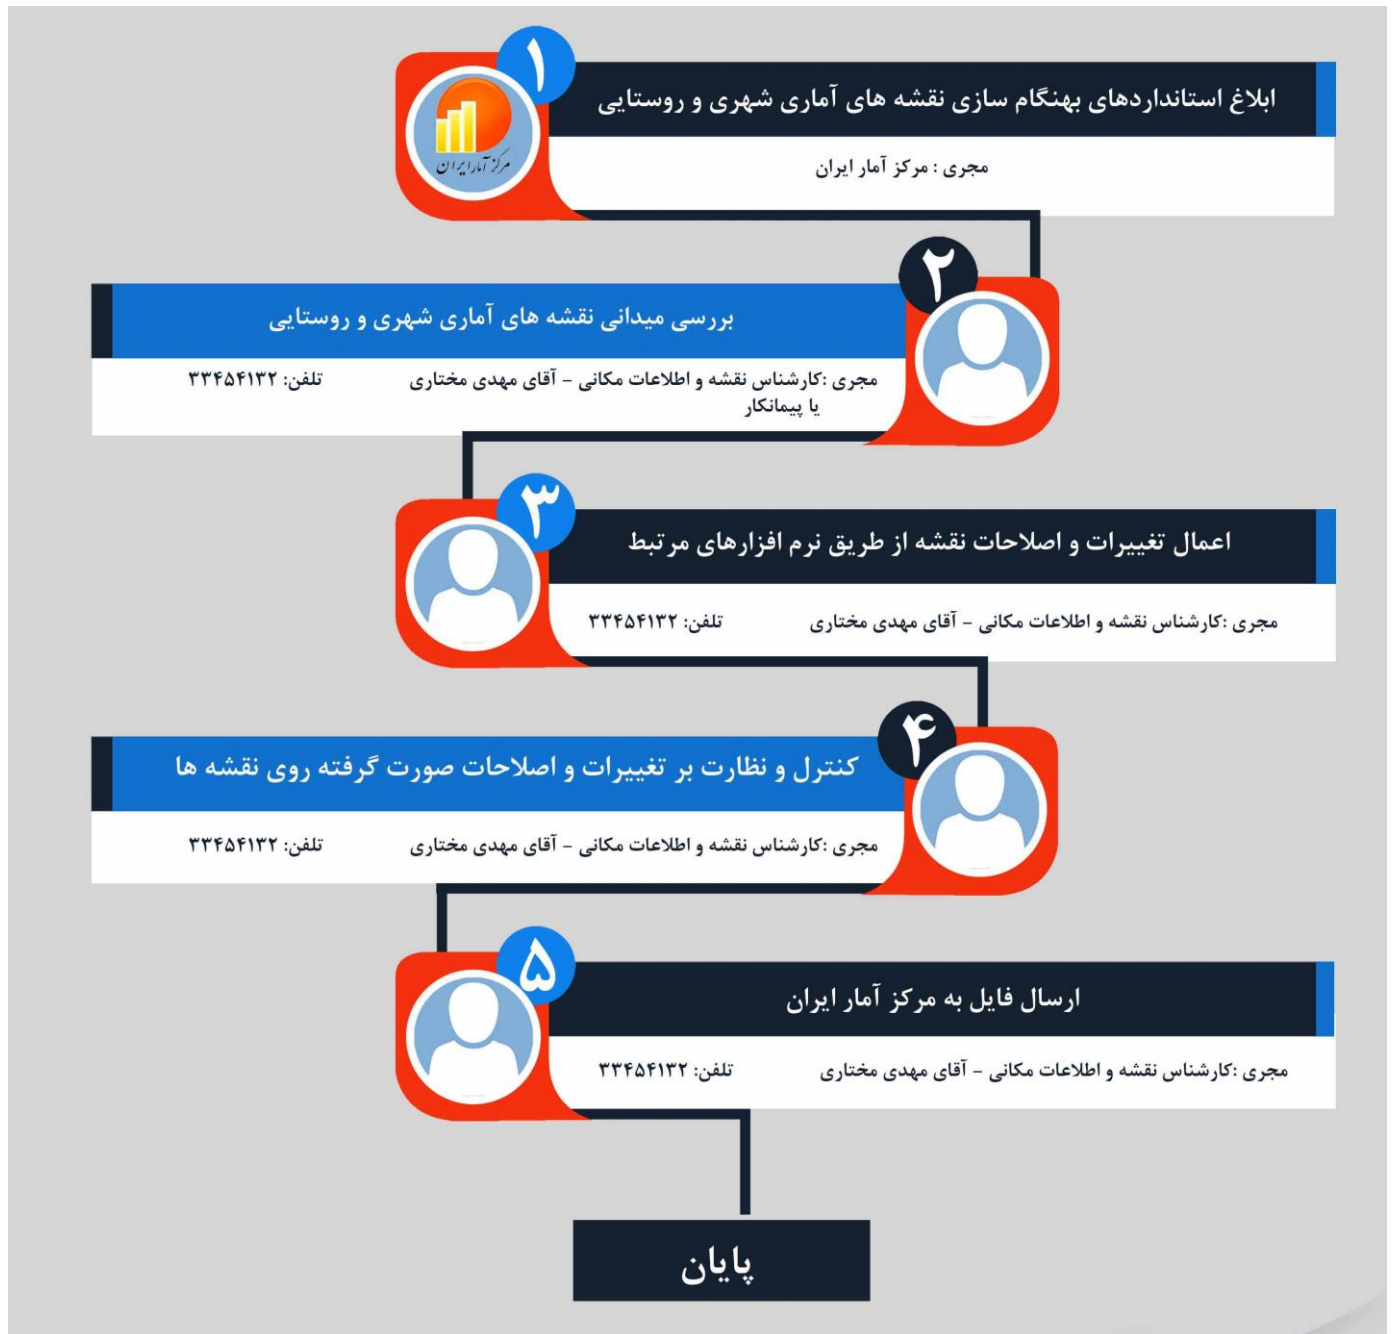 ۱
ابلاغ استانداردهای بهنگام سازی نقشه های آماری شهری و روستایی
مرکز آمار ایران
مجری : مرکز آمار ایران
۲
بررسی میدانی نقشه های آماری شهری و روستایی
مجری :کارشناس نقشه و اطلاعات مکانی - آقای مهدی مختاری تلفن: ۳۳۴۵۴۱۳۲
یا پیمانکار
۳
اعمال تغییرات و اصلاحات نقشه از طریق نرم افزارهای مرتبط
مجری :کارشناس نقشه و اطلاعات مکانی - آقای مهدی مختاری تلفن: ۳۳۴۵۴۱۳۲
۴
کنترل و نظارت بر تغییرات و اصلاحات صورت گرفته روی نقشه ها
مجری :کارشناس نقشه و اطلاعات مکانی - آقای مهدی مختاری تلفن: ۳۳۴۵۴۱۳۲
۵
ارسال فایل به مرکز آمار ایران
مجری :کارشناس نقشه و اطلاعات مکانی - آقای مهدی مختاری تلفن: ۳۳۴۵۴۱۳۲
پایان